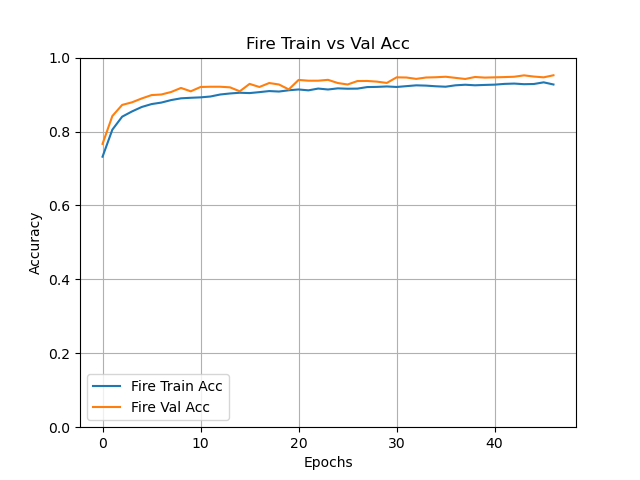 Fire Train vs Val Acc
1.0
0.8
0.6
0.4
0.2
0.0
Accuracy
Fire Train Acc
Fire Val Acc
0 10 20 30 40
Epochs